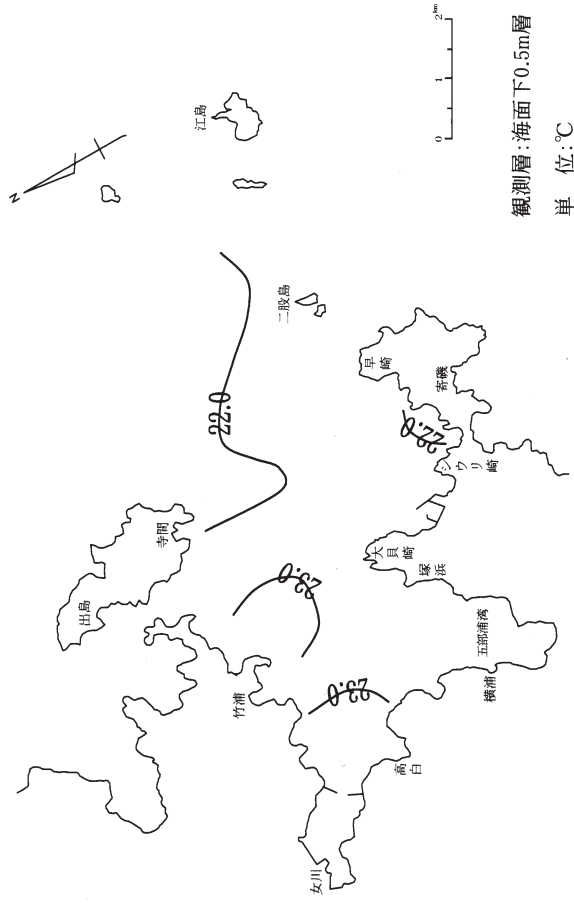 N
江島
0 1 2 km
観測層:海面下0.5m層
単 位:℃
二股島
22.0
早崎
寄磯
22.0
シウリ崎
寺間
出島
23.0
大貝崎
塚浜
五部浦湾
横浦
竹浦
23.0
高白
女川